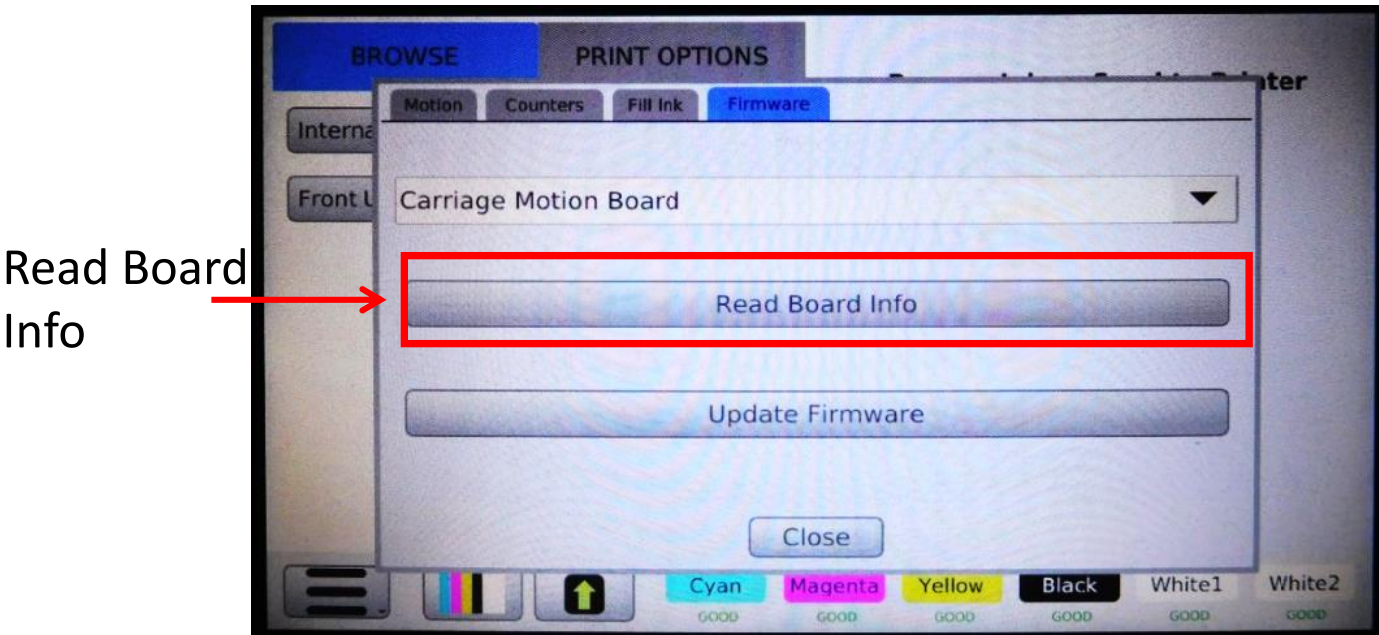 Read Board
Info
BROWSE
PRINT OPTIONS
Motion
Counters
Fill Ink
Firmware
Front
Carriage Motion Board
Read Board Info
Update Firmware
Close
Cyan
Magenta
Yellow
Black
White1
White2
GOOD
GOOD
GOOD
GOOD
GOOD
GOOD